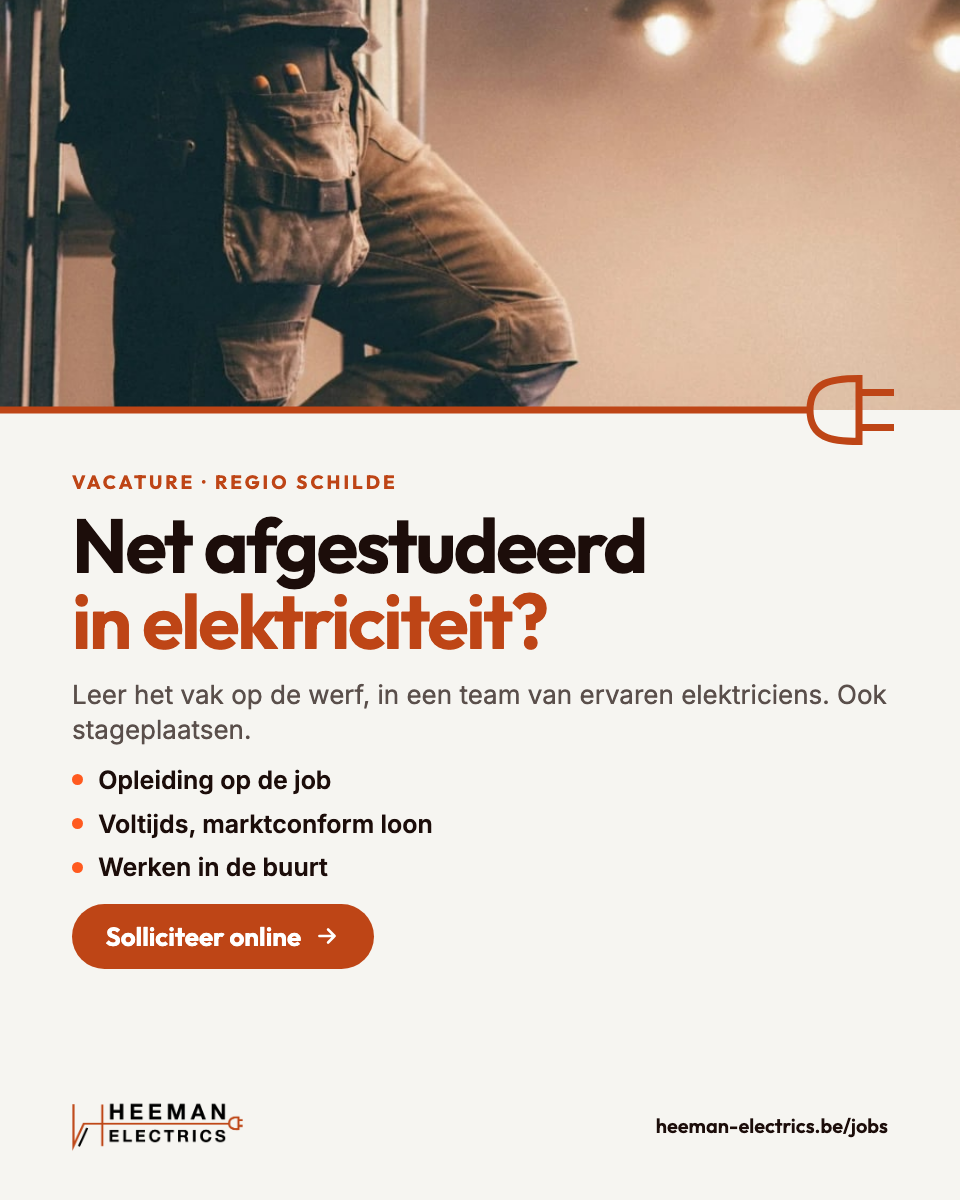 VACATURE · REGIO SCHILDE
Net afgestudeerd
in elektriciteit?
Leer het vak op de werf, in een team van ervaren elektriciens. Ook
stageplaatsen.
Opleiding op de job
Voltijds, marktconform loon
Werken in de buurt
Solliciteer online →
HEEMAN
ELECTRICS
heeman-electrics.be/jobs